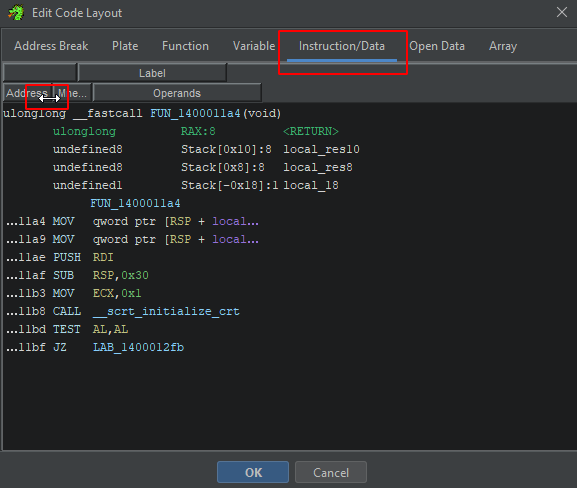 Edit Code Layout
Address Break Plate Function Variable Instruction/Data Open Data Array
Label
Address Mne... Operands
ulonglong __fastcall FUN_1400011a4(void)
ulonglong RAX:8 <RETURN>
undefined8 Stack[0x10]:8 local_res10
undefined8 Stack[0x8]:8 local_res8
undefined1 Stack[-0x18]:1 local_18
FUN_1400011a4
...11a4 MOV qword ptr [RSP + local...
...11a9 MOV qword ptr [RSP + local...
...11ae PUSH RDI
...11af SUB RSP,0x30
...11b3 MOV ECX,0x1
...11b8 CALL __scrt_initialize_crt
...11bd TEST AL,AL
...11bf JZ LAB_1400012fb
OK Cancel